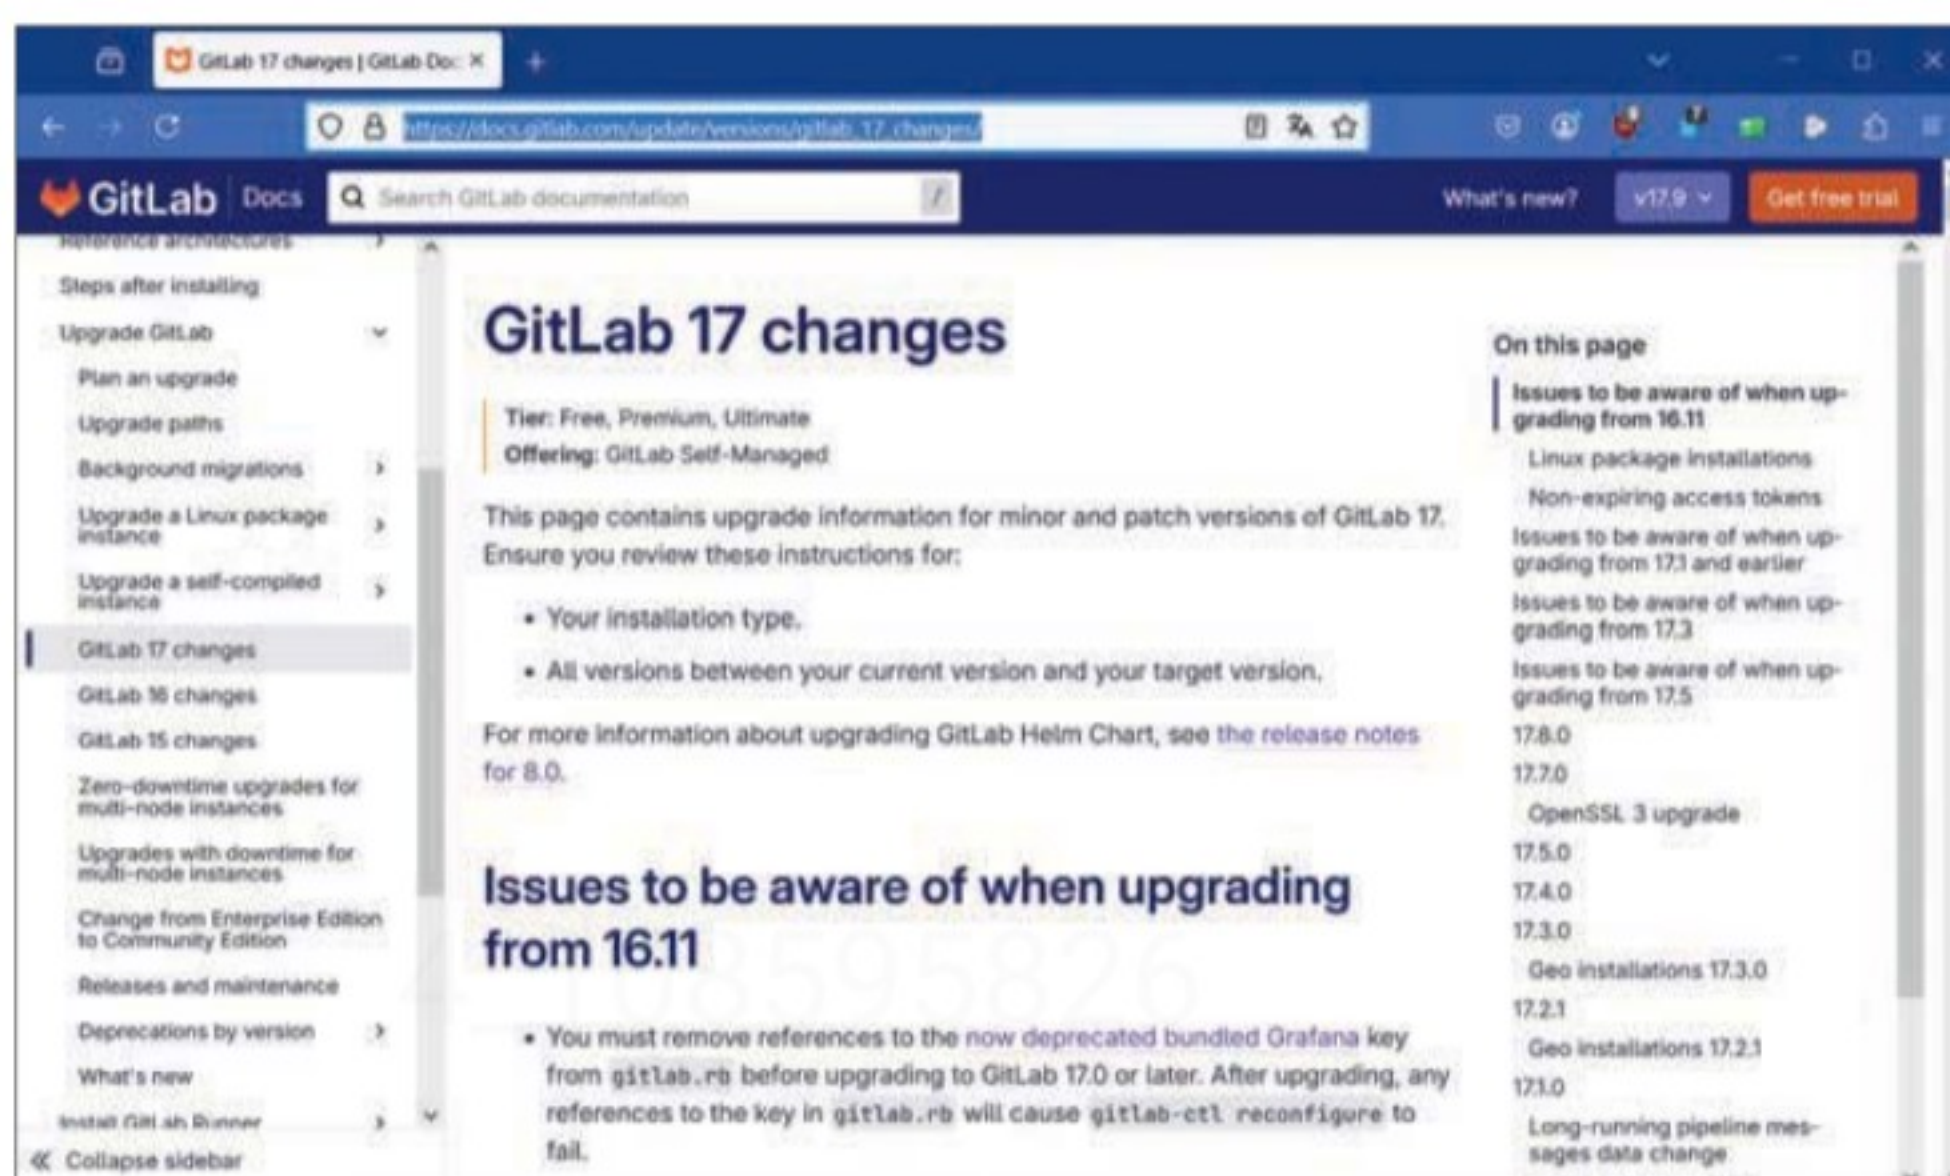 GitLab 17 changes | GitLab Doc
https://docs.gitlab.com/update/versions/gitlab_17_changes/
GitLab Docs
Search GitLab documentation
/
What's new?
v17.9
Get free trial
Reference architectures
Steps after installing
Upgrade GitLab
Plan an upgrade
Upgrade paths
Background migrations
Upgrade a Linux package
instance
Upgrade a self-compiled
instance
GitLab 17 changes
GitLab 16 changes
GitLab 15 changes
Zero-downtime upgrades for
multi-node instances
Upgrades with downtime for
multi-node instances
Change from Enterprise Edition
to Community Edition
Releases and maintenance
Deprecations by version
What's new
Install GitLab Runner
Collapse sidebar
GitLab 17 changes
Tier: Free, Premium, Ultimate
Offering: GitLab Self-Managed
This page contains upgrade information for minor and patch versions of GitLab 17.
Ensure you review these instructions for:
• Your installation type.
• All versions between your current version and your target version.
For more information about upgrading GitLab Helm Chart, see the release notes
for 8.0.
Issues to be aware of when upgrading
from 16.11
• You must remove references to the now deprecated bundled Grafana key
from gitlab.rb before upgrading to GitLab 17.0 or later. After upgrading, any
references to the key in gitlab.rb will cause gitlab-ctl reconfigure to
fail.
On this page
Issues to be aware of when up-
grading from 16.11
Linux package installations
Non-expiring access tokens
Issues to be aware of when up-
grading from 17.1 and earlier
Issues to be aware of when up-
grading from 17.3
Issues to be aware of when up-
grading from 17.5
17.8.0
17.7.0
OpenSSL 3 upgrade
17.5.0
17.4.0
17.3.0
Geo installations 17.3.0
17.2.1
Geo installations 17.2.1
17.1.0
Long-running pipeline mes-
sages data change